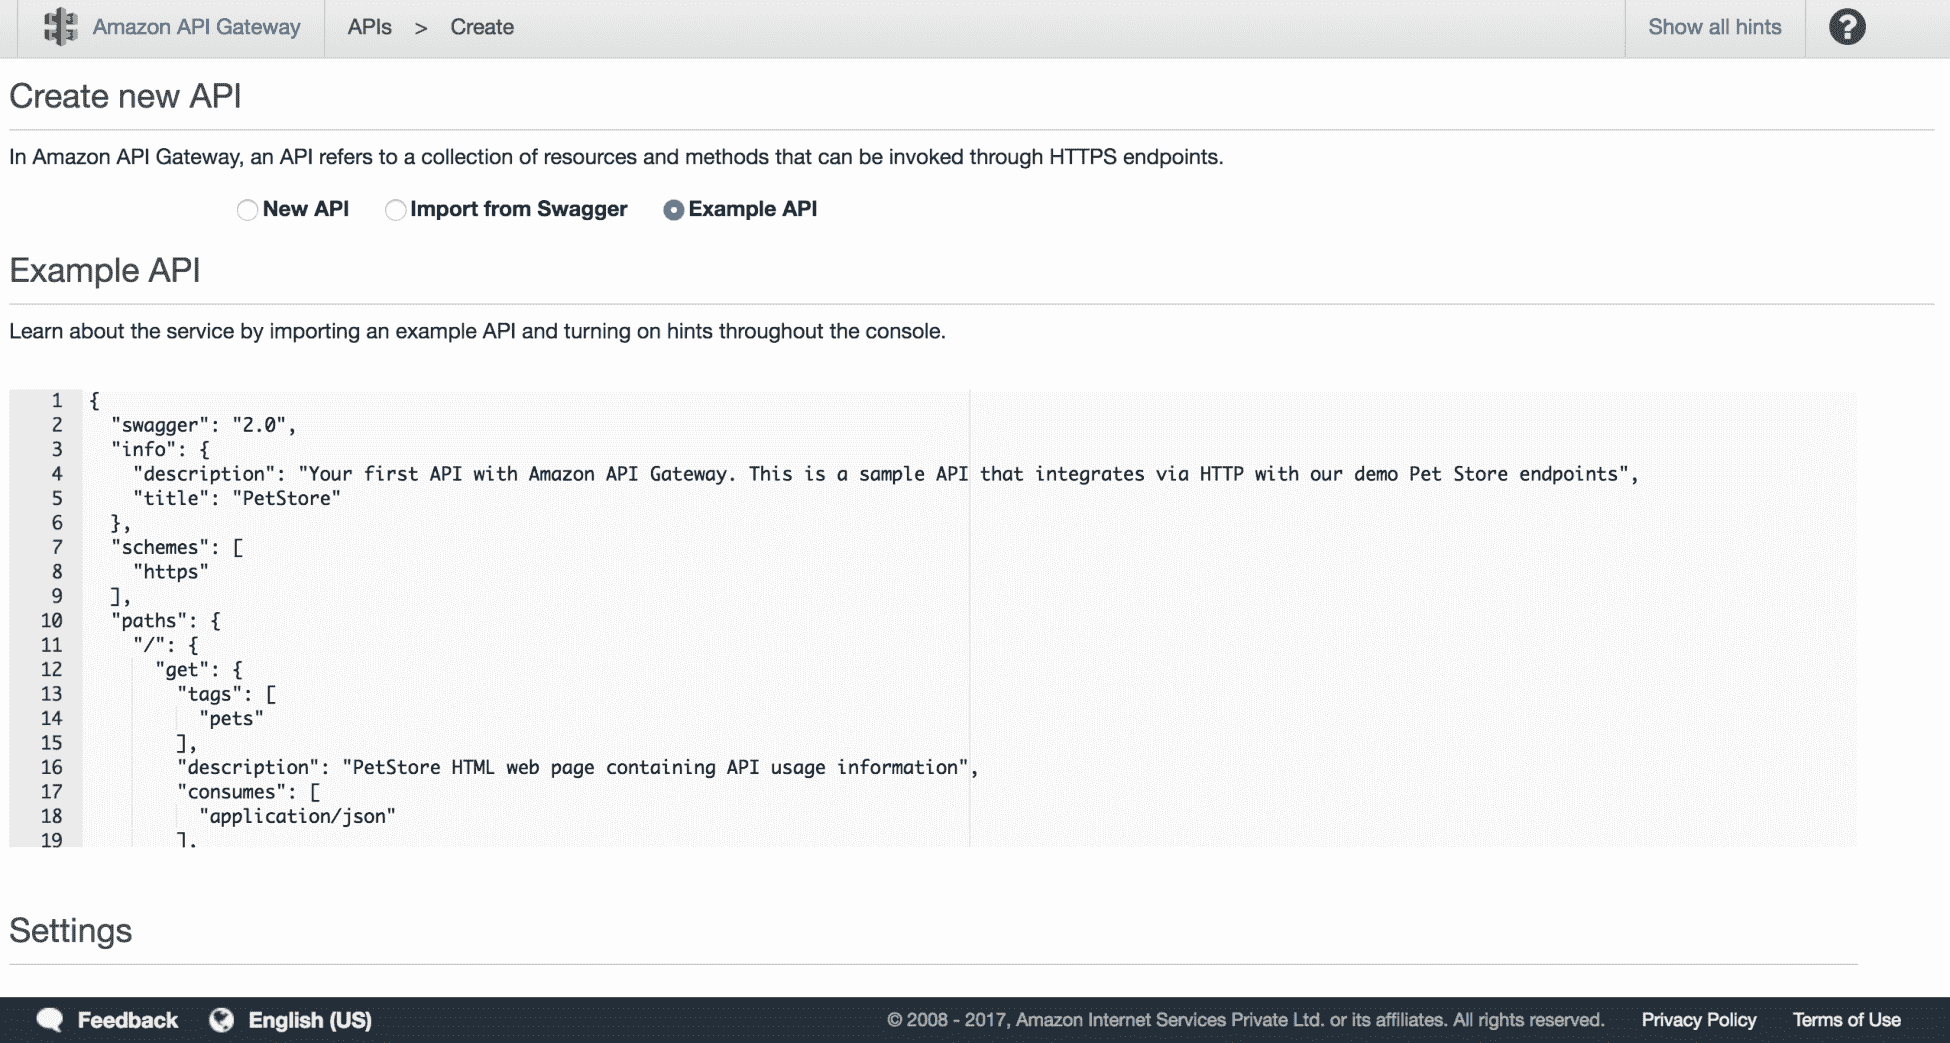 Amazon API Gateway APIs > Create Show all hints ?
Create new API
In Amazon API Gateway, an API refers to a collection of resources and methods that can be invoked through HTTPS endpoints.
New API Import from Swagger Example API
Example API
Learn about the service by importing an example API and turning on hints throughout the console.
1 {
2 "swagger": "2.0",
3 "info": {
4 "description": "Your first API with Amazon API Gateway. This is a sample API that integrates via HTTP with our demo Pet Store endpoints",
5 "title": "PetStore"
6 },
7 "schemes": [
8 "https"
9 ],
10 "paths": {
11 "/": {
12 "get": {
13 "tags": [
14 "pets"
15 ],
16 "description": "PetStore HTML web page containing API usage information",
17 "consumes": [
18 "application/json"
19 ],
Settings
Feedback English (US) © 2008 - 2017, Amazon Internet Services Private Ltd. or its affiliates. All rights reserved. Privacy Policy Terms of Use